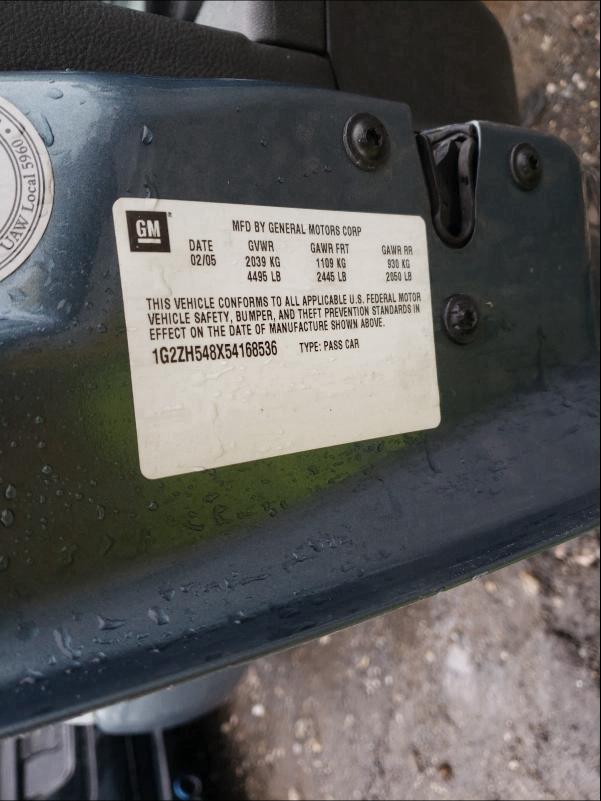 UAW Local 5960
GM
MFD BY GENERAL MOTORS CORP
DATE GVWR GAWR FRT GAWR RR
02/05 2039 KG 1109 KG 930 KG
4495 LB 2445 LB 2050 LB
THIS VEHICLE CONFORMS TO ALL APPLICABLE U.S. FEDERAL MOTOR
VEHICLE SAFETY, BUMPER, AND THEFT PREVENTION STANDARDS IN
EFFECT ON THE DATE OF MANUFACTURE SHOWN ABOVE.
1G2ZH548X54168536 TYPE: PASS CAR